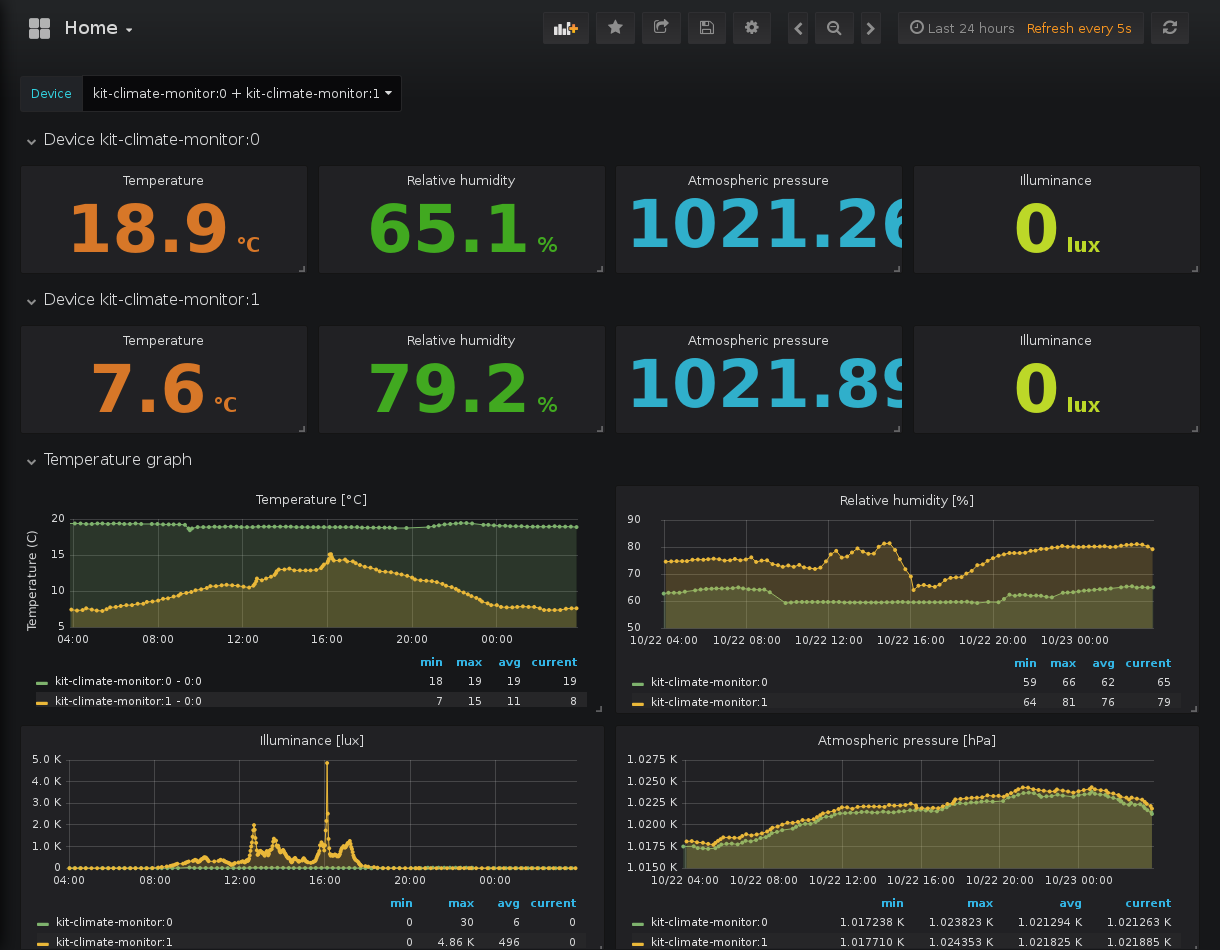 Home
Last 24 hours Refresh every 5s
Device kit-climate-monitor:0 + kit-climate-monitor:1
Device kit-climate-monitor:0
Temperature Relative humidity Atmospheric pressure Illuminance
18.9 °C 65.1 % 1021.26 0 lux
Device kit-climate-monitor:1
Temperature Relative humidity Atmospheric pressure Illuminance
7.6 °C 79.2 % 1021.89 0 lux
Temperature graph
Temperature [°C]
Temperature (C)
20
15
10
5
04:00 08:00 12:00 16:00 20:00 00:00
min max avg current
kit-climate-monitor:0 - 0:0 18 19 19 19
kit-climate-monitor:1 - 0:0 7 15 11 8
Relative humidity [%]
90
80
70
60
50
10/22 04:00 10/22 08:00 10/22 12:00 10/22 16:00 10/22 20:00 10/23 00:00
min max avg current
kit-climate-monitor:0 59 66 62 65
kit-climate-monitor:1 64 81 76 79
Illuminance [lux]
5.0 K
4.0 K
3.0 K
2.0 K
1.0 K
0
04:00 08:00 12:00 16:00 20:00 00:00
min max avg current
kit-climate-monitor:0 0 30 6 0
kit-climate-monitor:1 0 4.86 K 496 0
Atmospheric pressure [hPa]
1.0275 K
1.0250 K
1.0225 K
1.0200 K
1.0175 K
1.0150 K
10/22 04:00 10/22 08:00 10/22 12:00 10/22 16:00 10/22 20:00 10/23 00:00
min max avg current
kit-climate-monitor:0 1.017238 K 1.023823 K 1.021294 K 1.021263 K
kit-climate-monitor:1 1.017710 K 1.024353 K 1.021825 K 1.021885 K